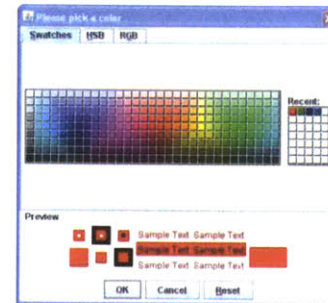 Please pick a color
Swatches HSB RGB
Recent:
Preview
Sample Text Sample Text
Sample Text Sample Text
Sample Text Sample Text
OK Cancel Reset